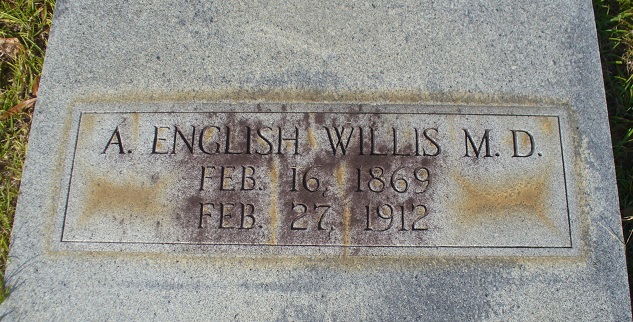 A. ENGLISH WILLIS M. D.
FEB. 16, 1869
FEB. 27, 1912